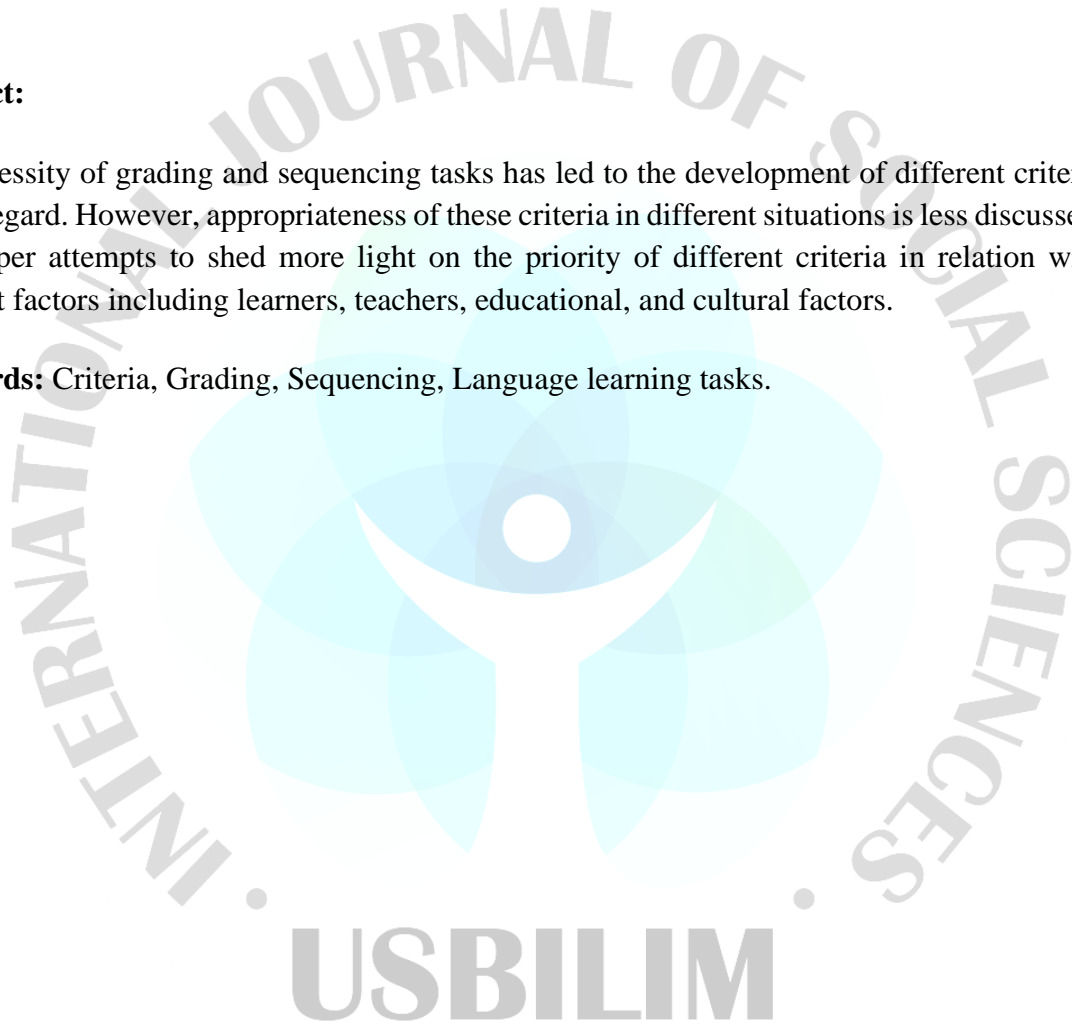 INTERNATIONAL JOURNAL OF SOCIAL SCIENCES
ct:
essity of grading and sequencing tasks has led to the development of different criter
egard. However, appropriateness of these criteria in different situations is less discusse
per attempts to shed more light on the priority of different criteria in relation w
t factors including learners, teachers, educational, and cultural factors.
rds: Criteria, Grading, Sequencing, Language learning tasks.
USBILIM